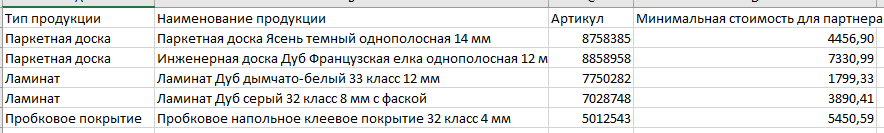 Тип продукции Наименование продукции Артикул Минимальная стоимость для партнера
Паркетная доска Паркетная доска Ясень темный однополосная 14 мм 8758385 4456,90
Паркетная доска Инженерная доска Дуб Французская елка однополосная 12 м 8858958 7330,99
Ламинат Ламинат Дуб дымчато-белый 33 класс 12 мм 7750282 1799,33
Ламинат Ламинат Дуб серый 32 класс 8 мм с фаской 7028748 3890,41
Пробковое покрытие Пробковое напольное клеевое покрытие 32 класс 4 мм 5012543 5450,59